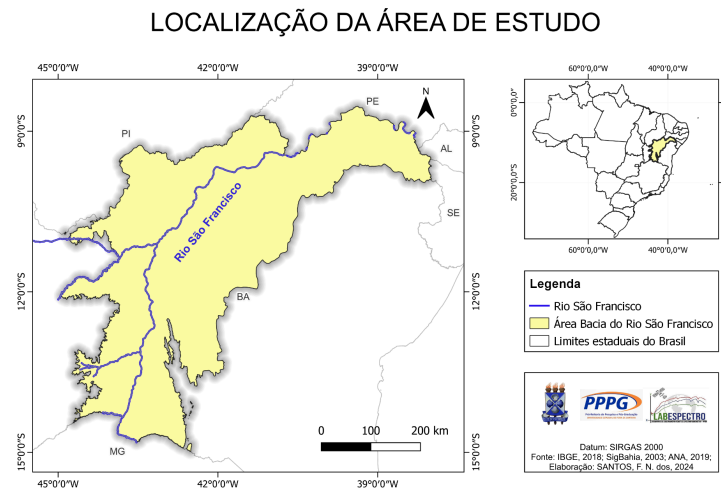 LOCALIZAÇÃO DA ÁREA DE ESTUDO
45°0'0"W 42°0'0"W 39°0'0"W
60°0'0"W 40°0'0"W
N
PE
PI
AL
SE
BA
MG
Rio São Francisco
9°0'0"S 9°0'0"S
12°0'0"S 12°0'0"S
15°0'0"S 15°0'0"S
0 100 200 km
45°0'0"W 42°0'0"W 39°0'0"W
0°0'0"
20°0'0"S
0°0'0"
20°0'0"S
60°0'0"W 40°0'0"W
Legenda
Rio São Francisco
Área Bacia do Rio São Francisco
Limites estaduais do Brasil
PPPG
LABESPECTRO
Datum: SIRGAS 2000
Fonte: IBGE, 2018; SigBahia, 2003; ANA, 2019;
Elaboração: SANTOS, F. N. dos, 2024